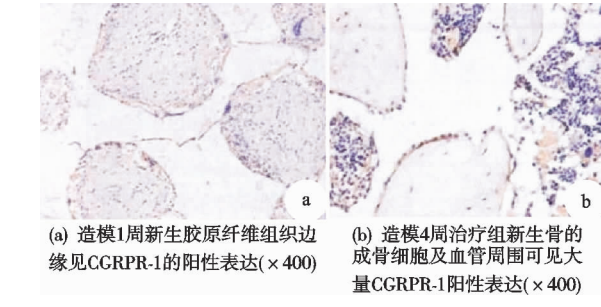 a
b
(a) 造模1周新生胶原纤维组织边
缘见CGRPR-1的阳性表达(×400)
(b) 造模4周治疗组新生骨的
成骨细胞及血管周围可见大
量CGRPR-1阳性表达(×400)